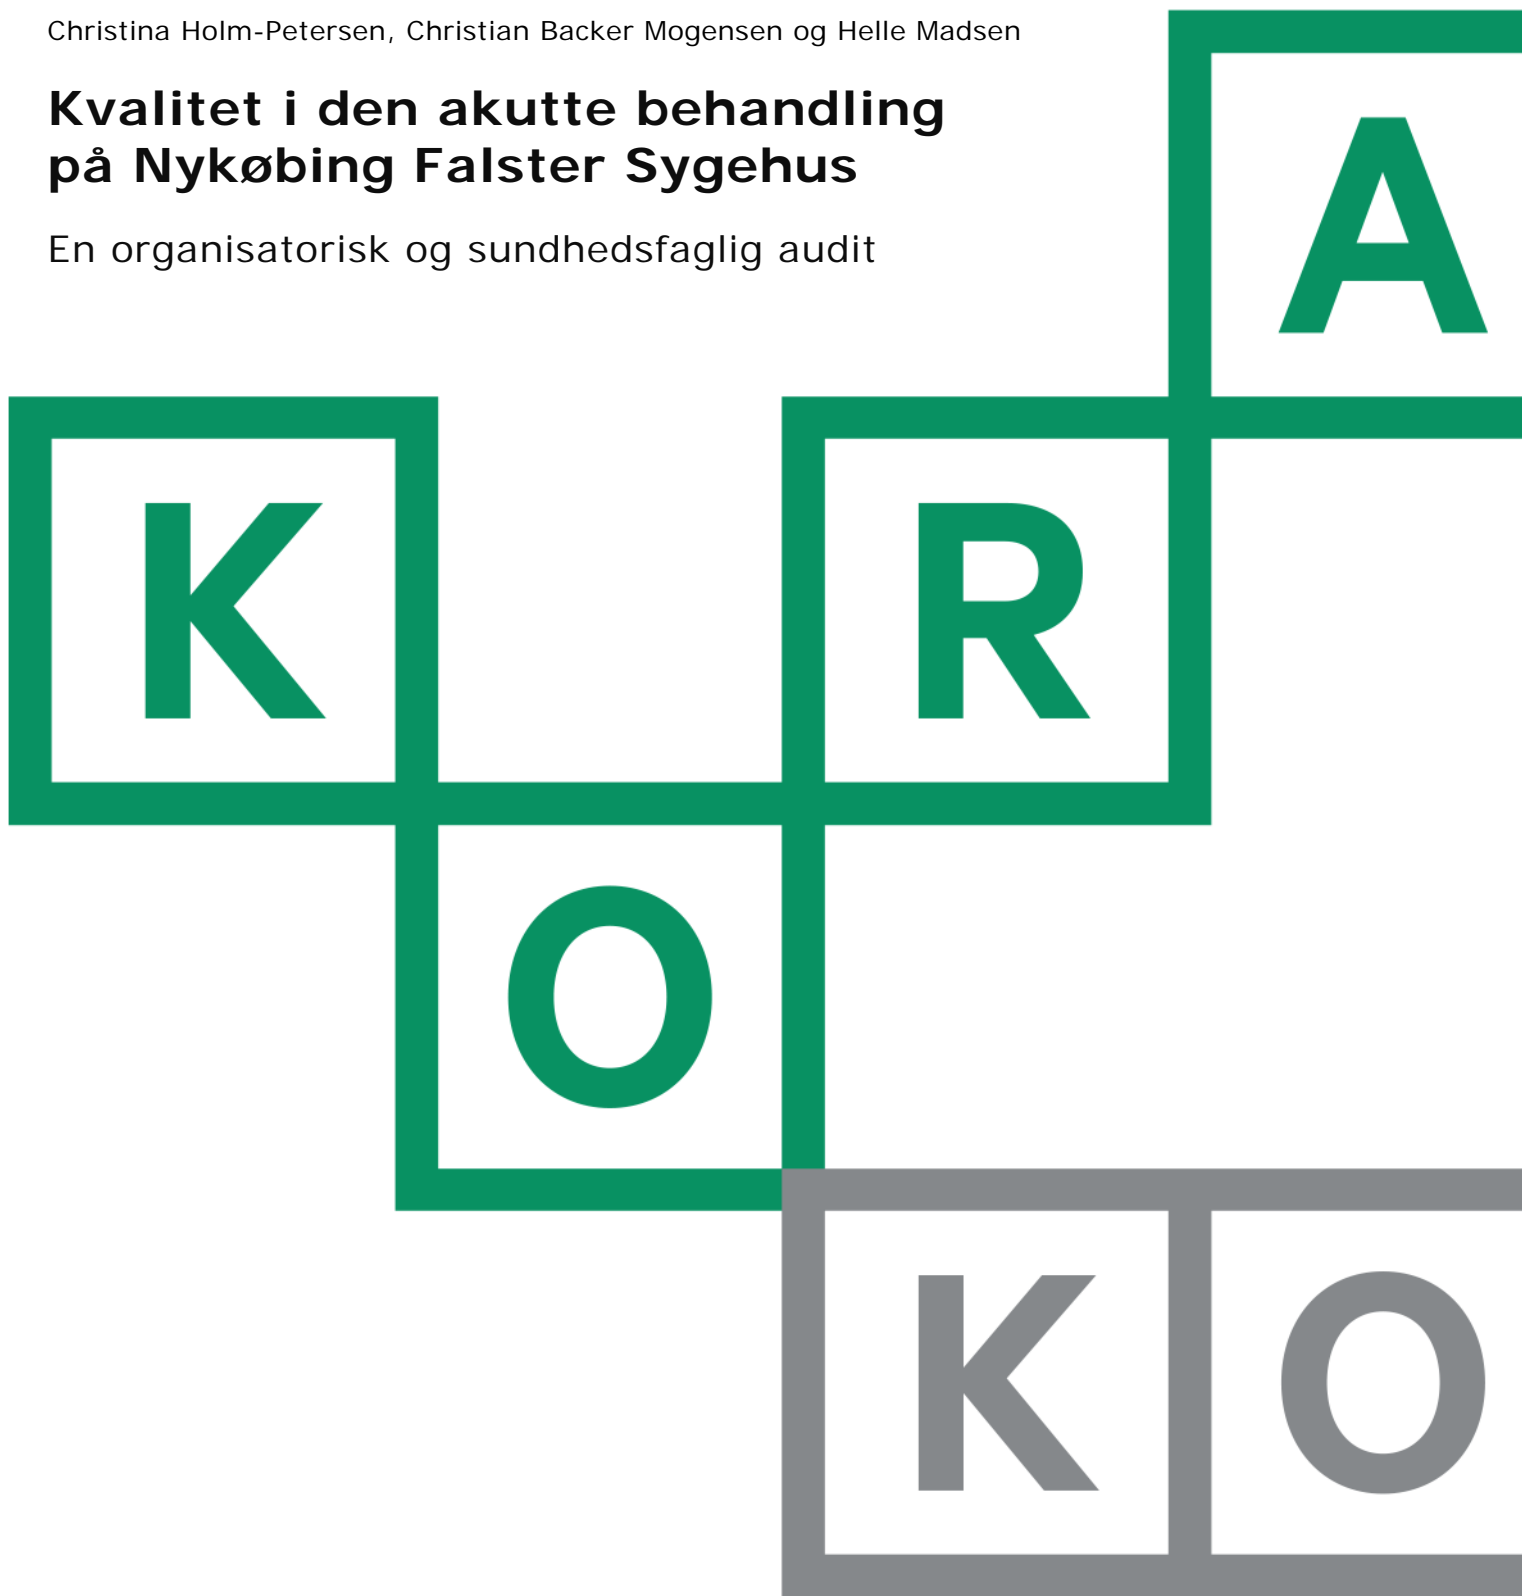 Christina Holm-Petersen, Christian Backer Mogensen og Helle Madsen
Kvalitet i den akutte behandling
på Nykøbing Falster Sygehus
En organisatorisk og sundhedsfaglig audit
A
K R
O
K O